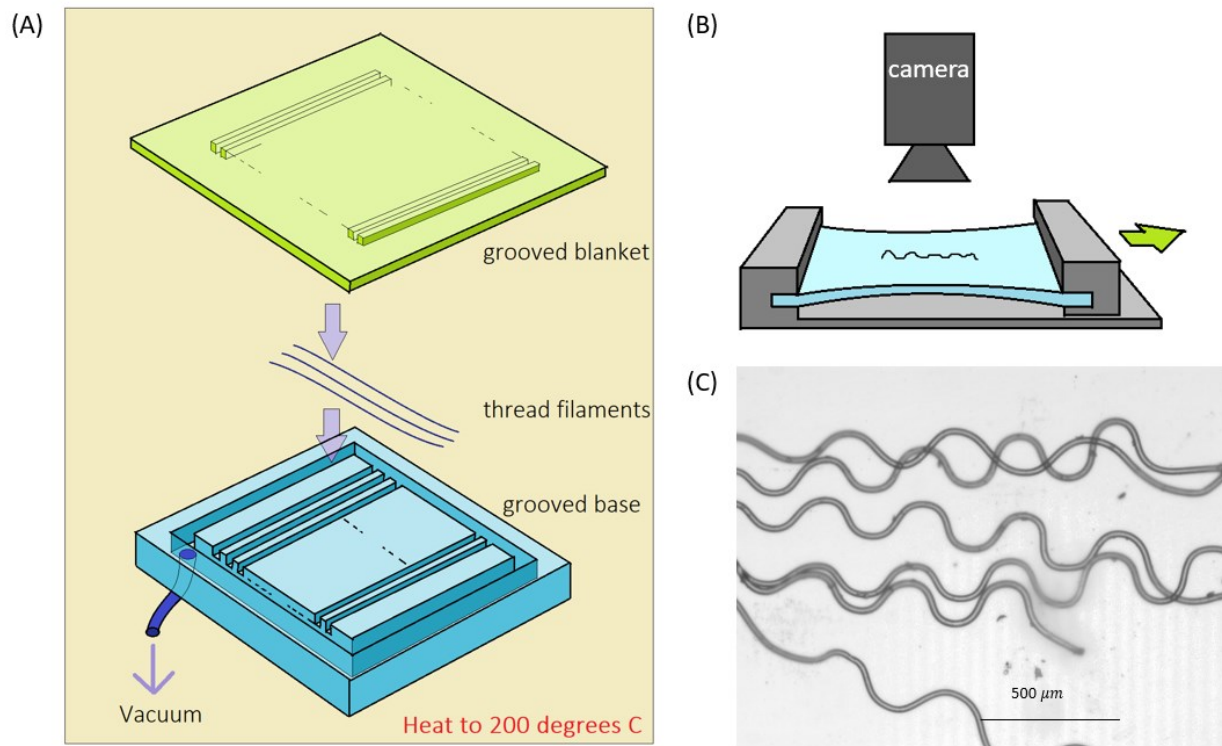 (A)
grooved blanket
thread filaments
grooved base
Vacuum
Heat to 200 degrees C
(B)
camera
(C)
500 μm